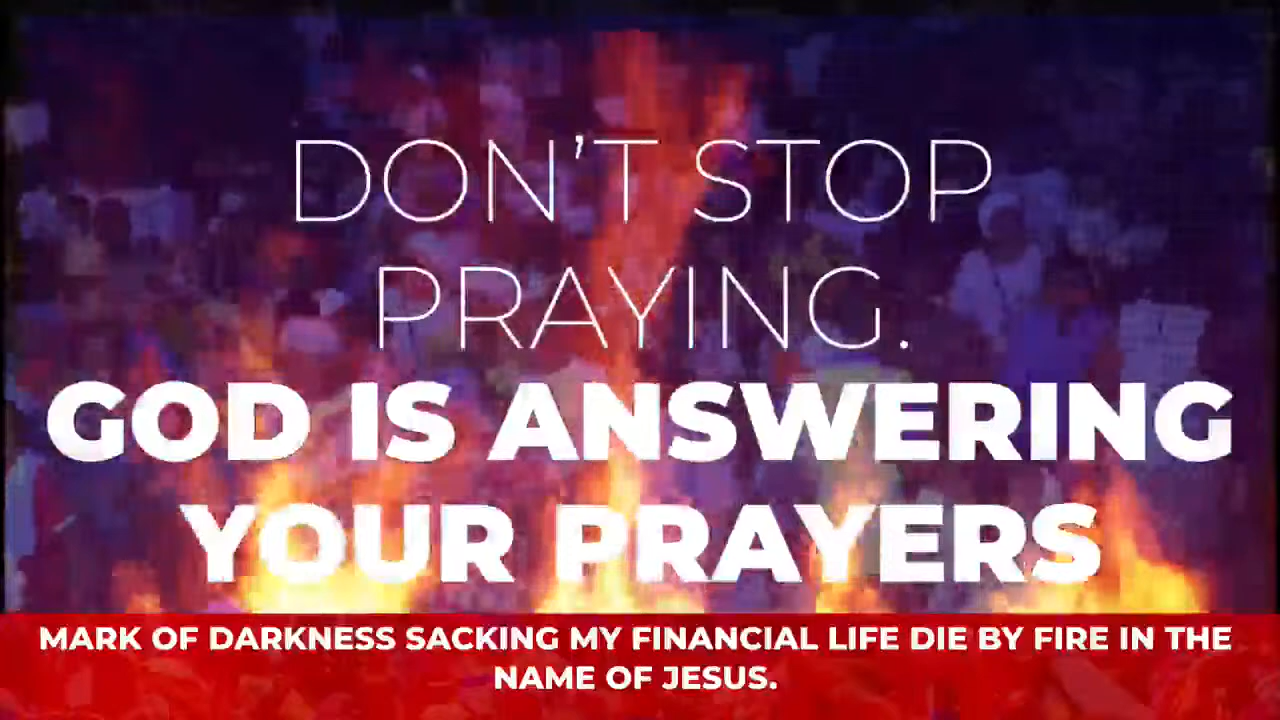 DON'T STOP
PRAYING.
GOD IS ANSWERING
YOUR PRAYERS
MARK OF DARKNESS SACKING MY FINANCIAL LIFE DIE BY FIRE IN THE
NAME OF JESUS.